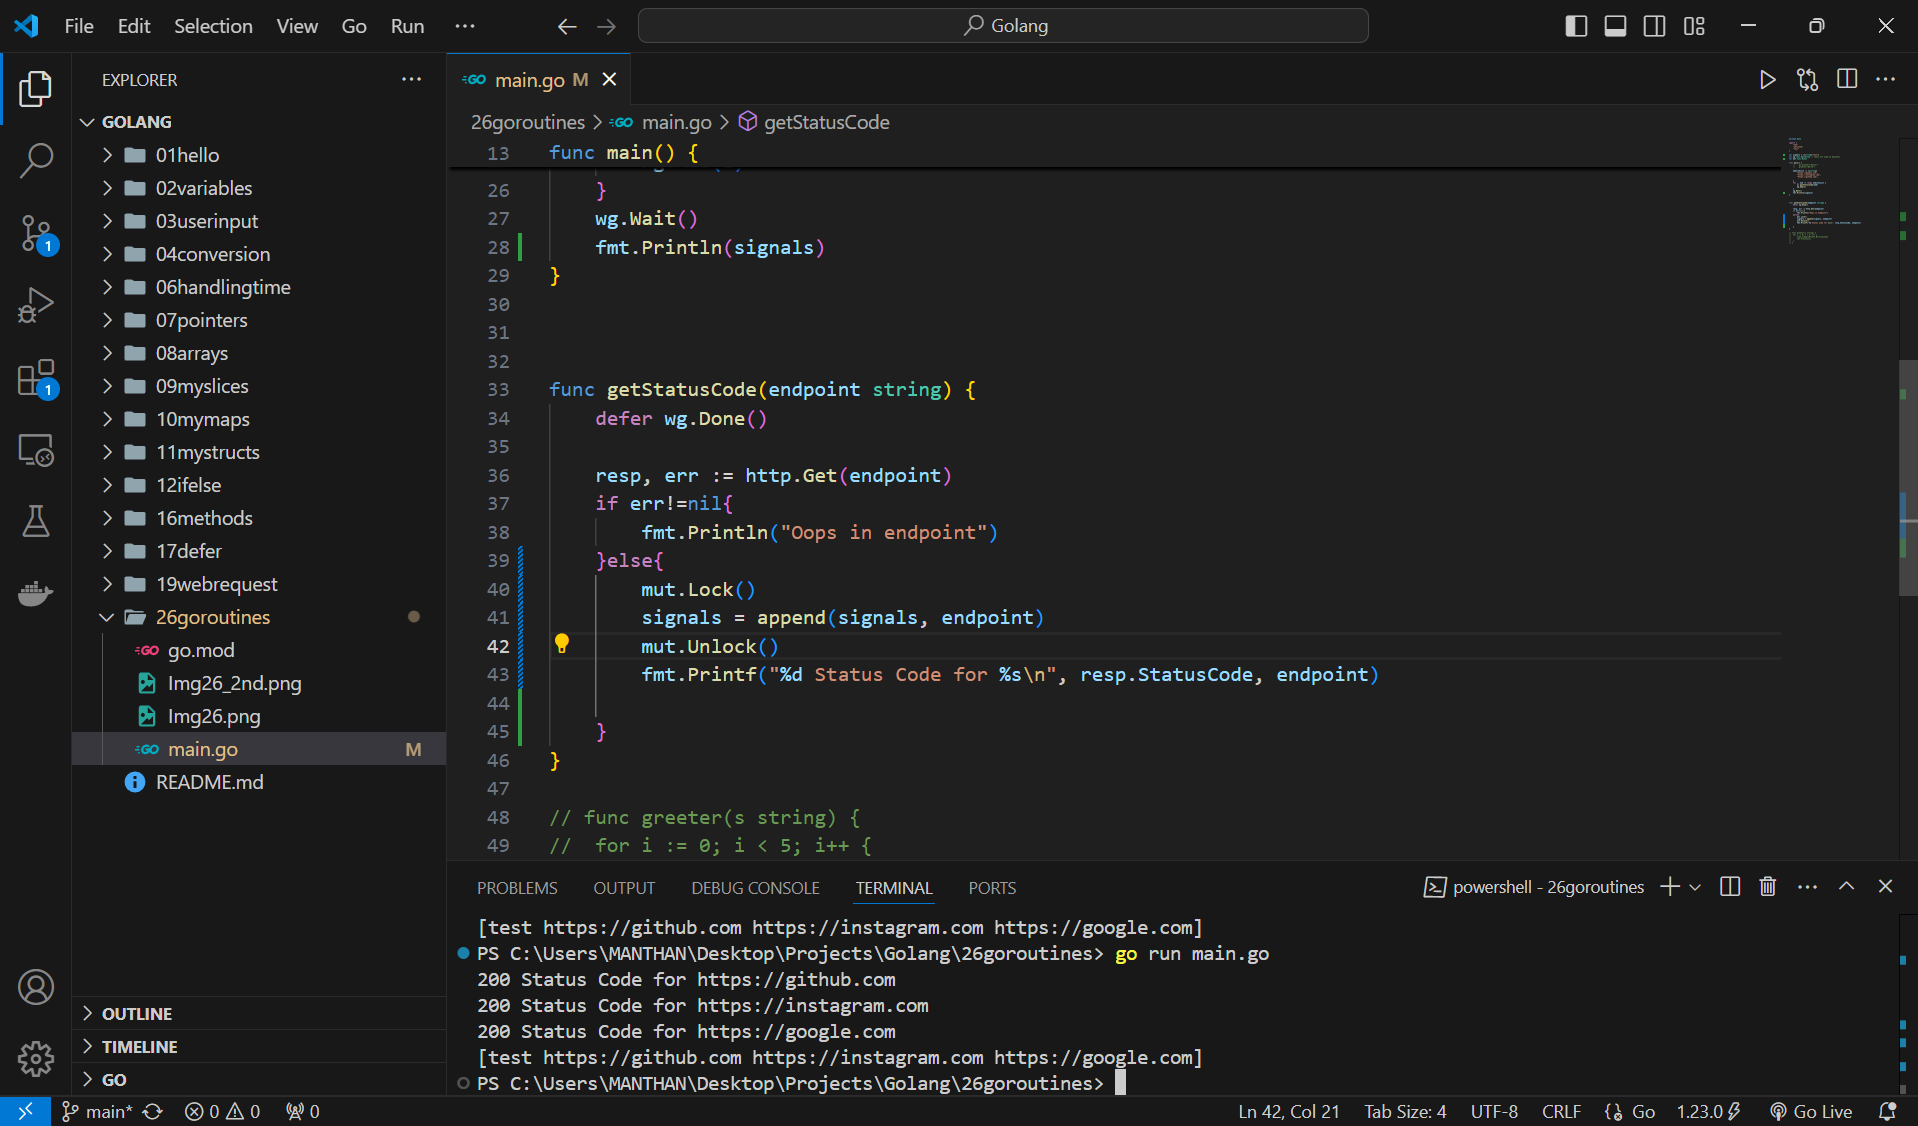 File Edit Selection View Go Run ··· Golang
EXPLORER ···
GOLANG
01hello
02variables
03userinput
04conversion
06handlingtime
07pointers
08arrays
09myslices
10mymaps
11mystructs
12ifelse
16methods
17defer
19webrequest
26goroutines
go.mod
Img26_2nd.png
Img26.png
main.go M
README.md
OUTLINE
TIMELINE
GO
1
1
main.go M
26goroutines > main.go > getStatusCode
13 func main() {
26 }
27 wg.Wait()
28 fmt.Println(signals)
29 }
30
31
32
33 func getStatusCode(endpoint string) {
34 defer wg.Done()
35
36 resp, err := http.Get(endpoint)
37 if err!=nil{
38 fmt.Println("Oops in endpoint")
39 }else{
40 mut.Lock()
41 signals = append(signals, endpoint)
42 mut.Unlock()
43 fmt.Printf("%d Status Code for %s\n", resp.StatusCode, endpoint)
44
45 }
46 }
47
48 // func greeter(s string) {
49 // for i := 0; i < 5; i++ {
PROBLEMS OUTPUT DEBUG CONSOLE TERMINAL PORTS powershell - 26goroutines
[test https://github.com https://instagram.com https://google.com]
PS C:\Users\MANTHAN\Desktop\Projects\Golang\26goroutines> go run main.go
200 Status Code for https://github.com
200 Status Code for https://instagram.com
200 Status Code for https://google.com
[test https://github.com https://instagram.com https://google.com]
PS C:\Users\MANTHAN\Desktop\Projects\Golang\26goroutines>
main* 0 0 0 Ln 42, Col 21 Tab Size: 4 UTF-8 CRLF Go 1.23.0 Go Live